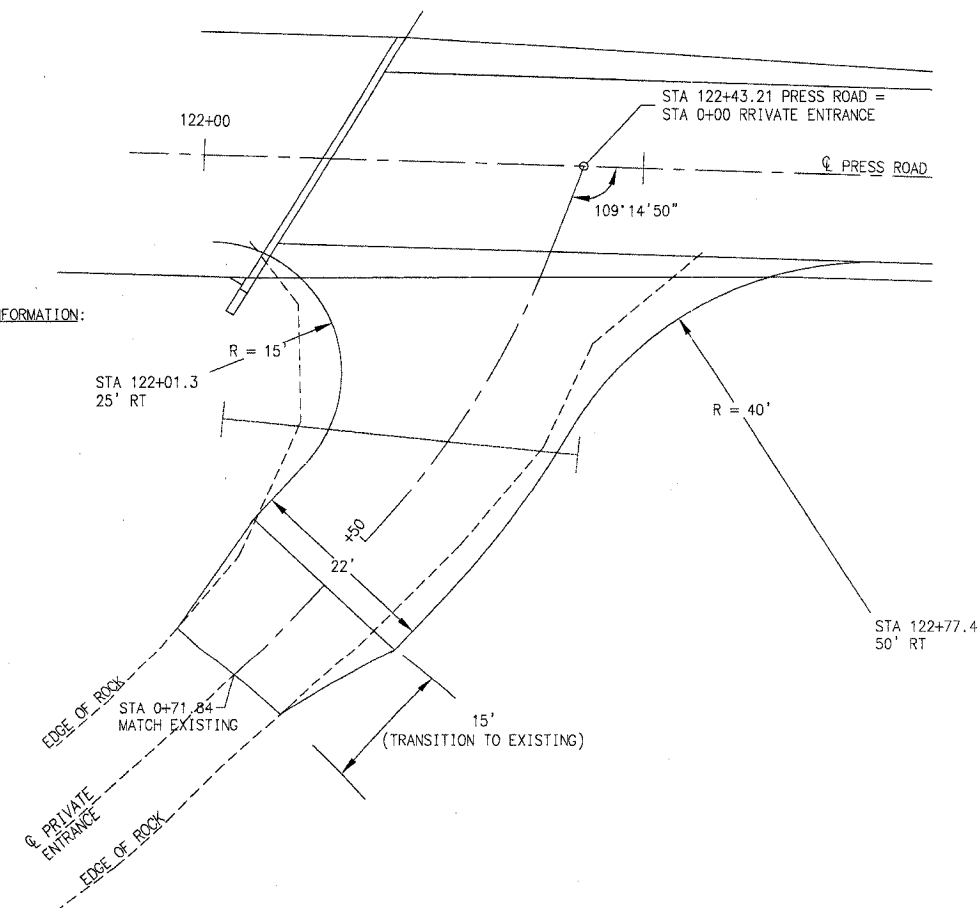 STA 122+43.21 PRESS ROAD =
STA 0+00 RRIVATE ENTRANCE
122+00
℄ PRESS ROAD
109°14'50"
FORMATION:
R = 15'
STA 122+01.3
25' RT
R = 40'
+50
22'
STA 122+77.4
50' RT
EDGE OF ROCK
STA 0+71.84
MATCH EXISTING
15'
(TRANSITION TO EXISTING)
℄ PRIVATE
ENTRANCE
EDGE OF ROCK